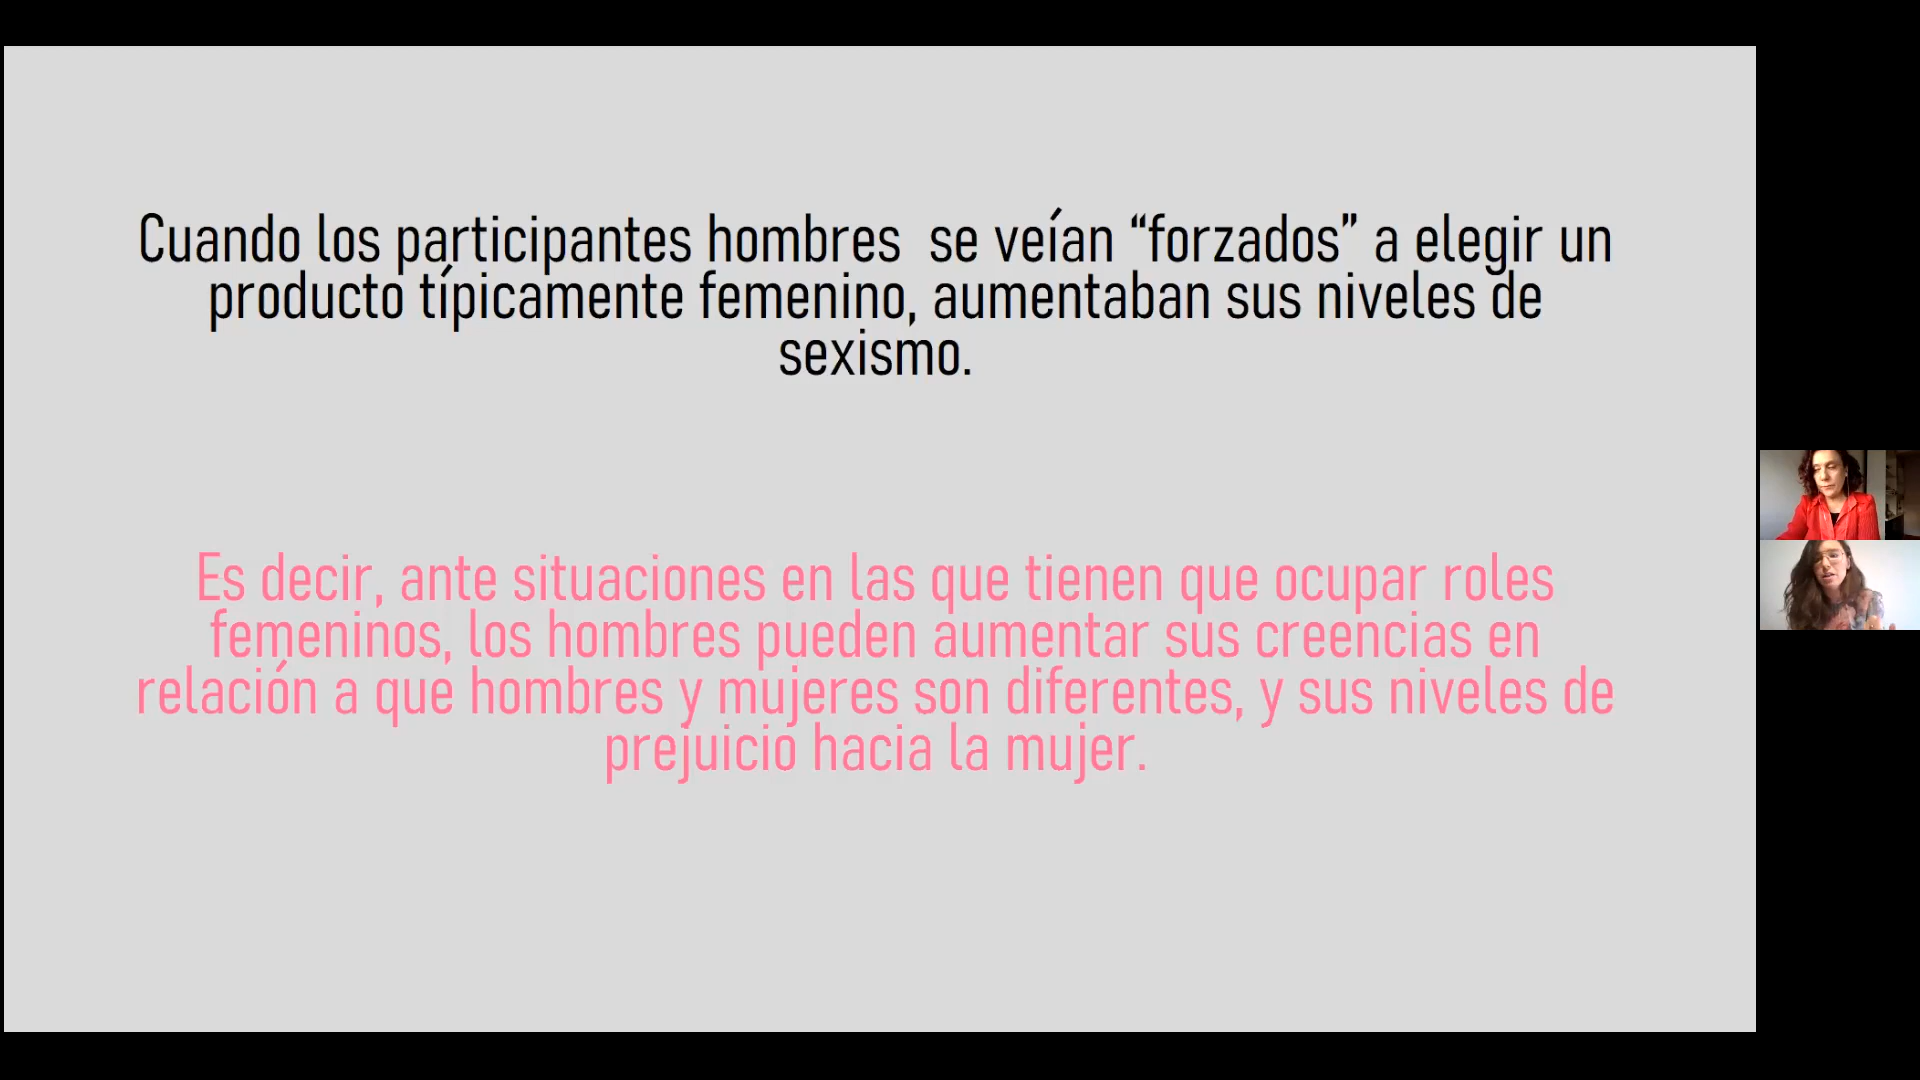 Cuando los participantes hombres  se veían “forzados” a elegir un
producto típicamente femenino, aumentaban sus niveles de
sexismo.
Es decir, ante situaciones en las que tienen que ocupar roles
femeninos, los hombres pueden aumentar sus creencias en
relación a que hombres y mujeres son diferentes, y sus niveles de
prejuicio hacia la mujer.